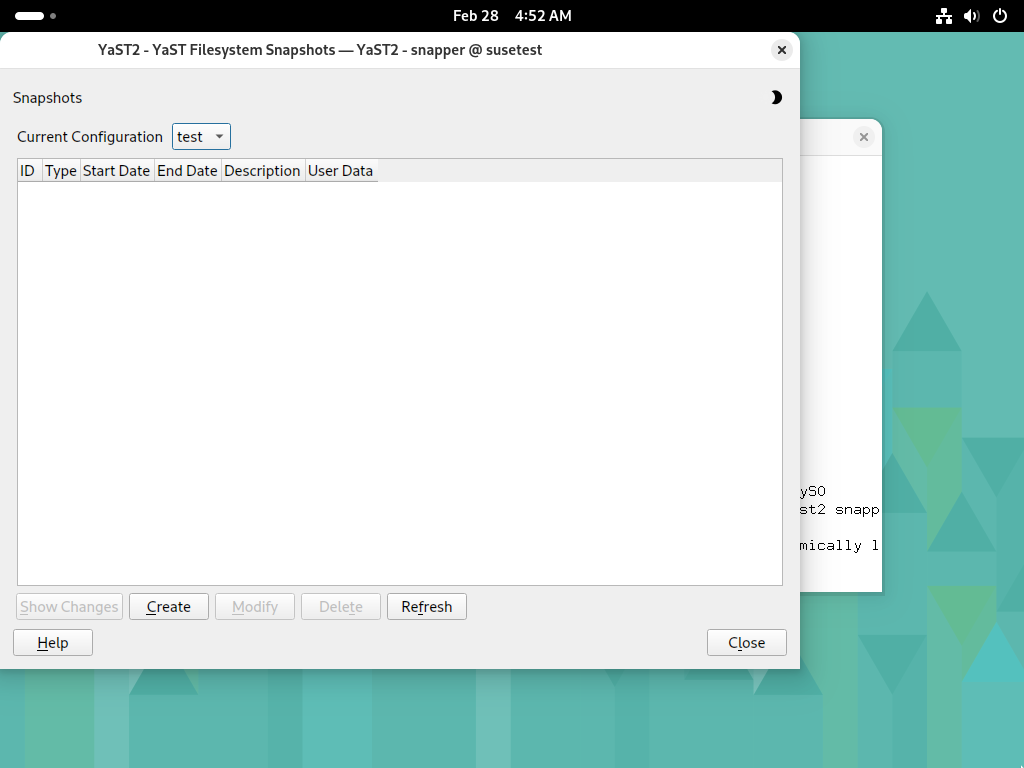 Feb 28 4:52 AM
YaST2 - YaST Filesystem Snapshots — YaST2 - snapper @ susetest
Snapshots
Current Configuration test
ID Type Start Date End Date Description User Data
ySO
st2 snapp
mically l
Show Changes Create Modify Delete Refresh
Help Close